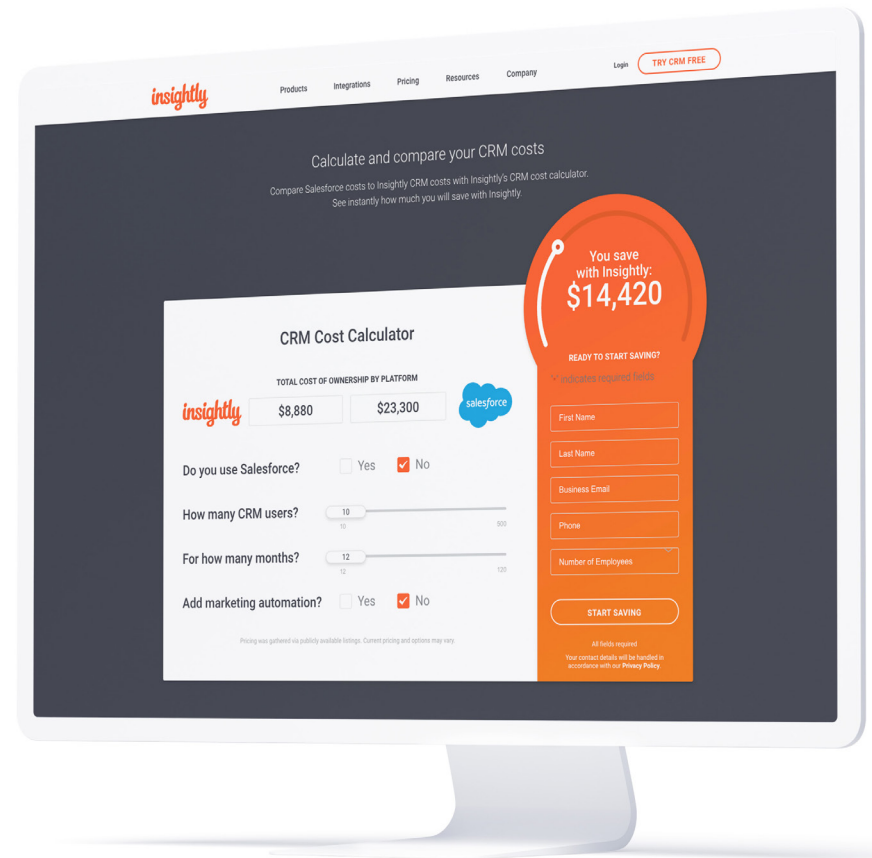 insightly
Products
Integrations
Pricing
Resources
Company
Login
TRY CRM FREE
Calculate and compare your CRM costs
Compare Salesforce costs to Insightly CRM costs with Insightly's CRM cost calculator.
See instantly how much you will save with Insightly.
You save
with Insightly:
$14,420
READY TO START SAVING?
"*" indicates required fields
First Name
Last Name
Business Email
Phone
Number of Employees
START SAVING
All fields required
Your contact details will be handled in
accordance with our Privacy Policy
CRM Cost Calculator
TOTAL COST OF OWNERSHIP BY PLATFORM
insightly
$8,880
$23,300
salesforce
Do you use Salesforce?
Yes
No
How many CRM users?
10
10
500
For how many months?
12
12
120
Add marketing automation?
Yes
No
Pricing was gathered via publicly available listings. Current pricing and options may vary.